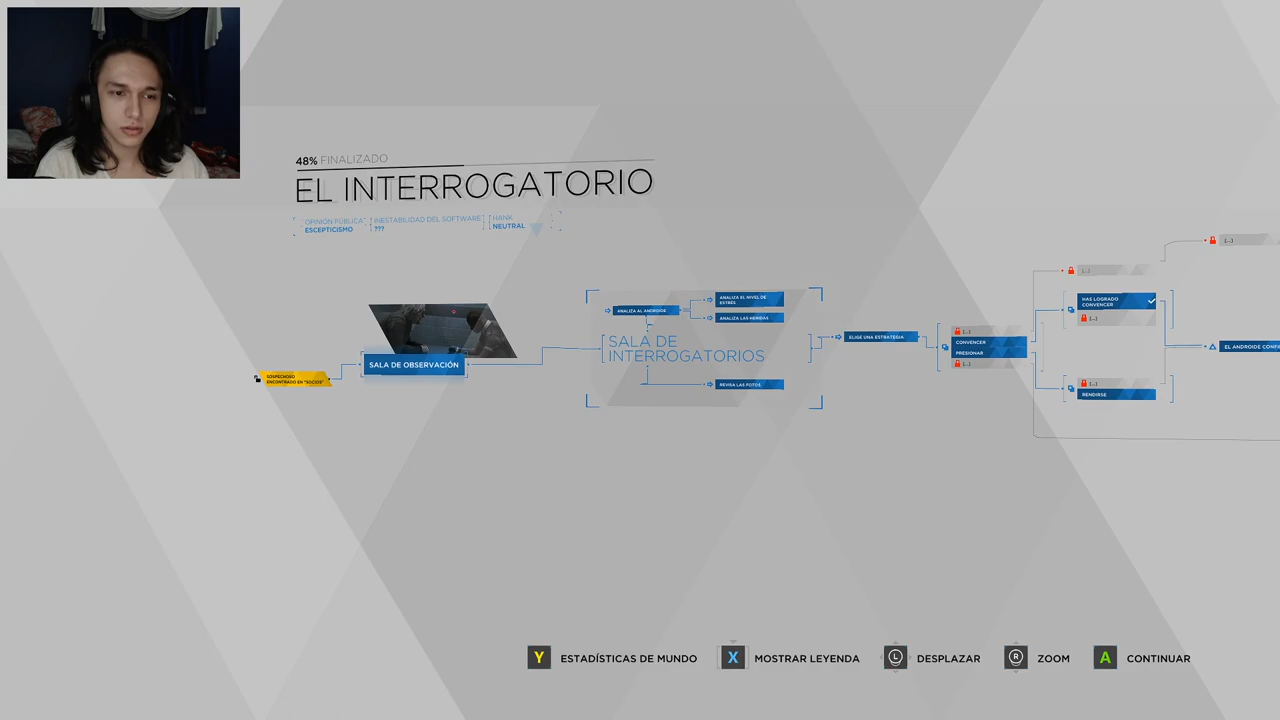 48% FINALIZADO
EL INTERROGATORIO
OPINIÓN PÚBLICA
ESCEPTICISMO
INESTABILIDAD DEL SOFTWARE
???
HANK
NEUTRAL
SOSPECHOSO
ENCONTRADO EN "SOCIOS"
SALA DE OBSERVACIÓN
ANALIZA AL ANDROIDE
ANALIZA EL NIVEL DE
ESTRÉS
ANALIZA LAS HERIDAS
SALA DE
INTERROGATORIOS
REVISA LAS FOTOS
ELIGE UNA ESTRATEGIA
[...]
CONVENCER
PRESIONAR
[...]
[...]
HAS LOGRADO
CONVENCER
[...]
[...]
RENDIRSE
[...]
EL ANDROIDE CONFI
Y ESTADÍSTICAS DE MUNDO
X MOSTRAR LEYENDA
L DESPLAZAR
R ZOOM
A CONTINUAR